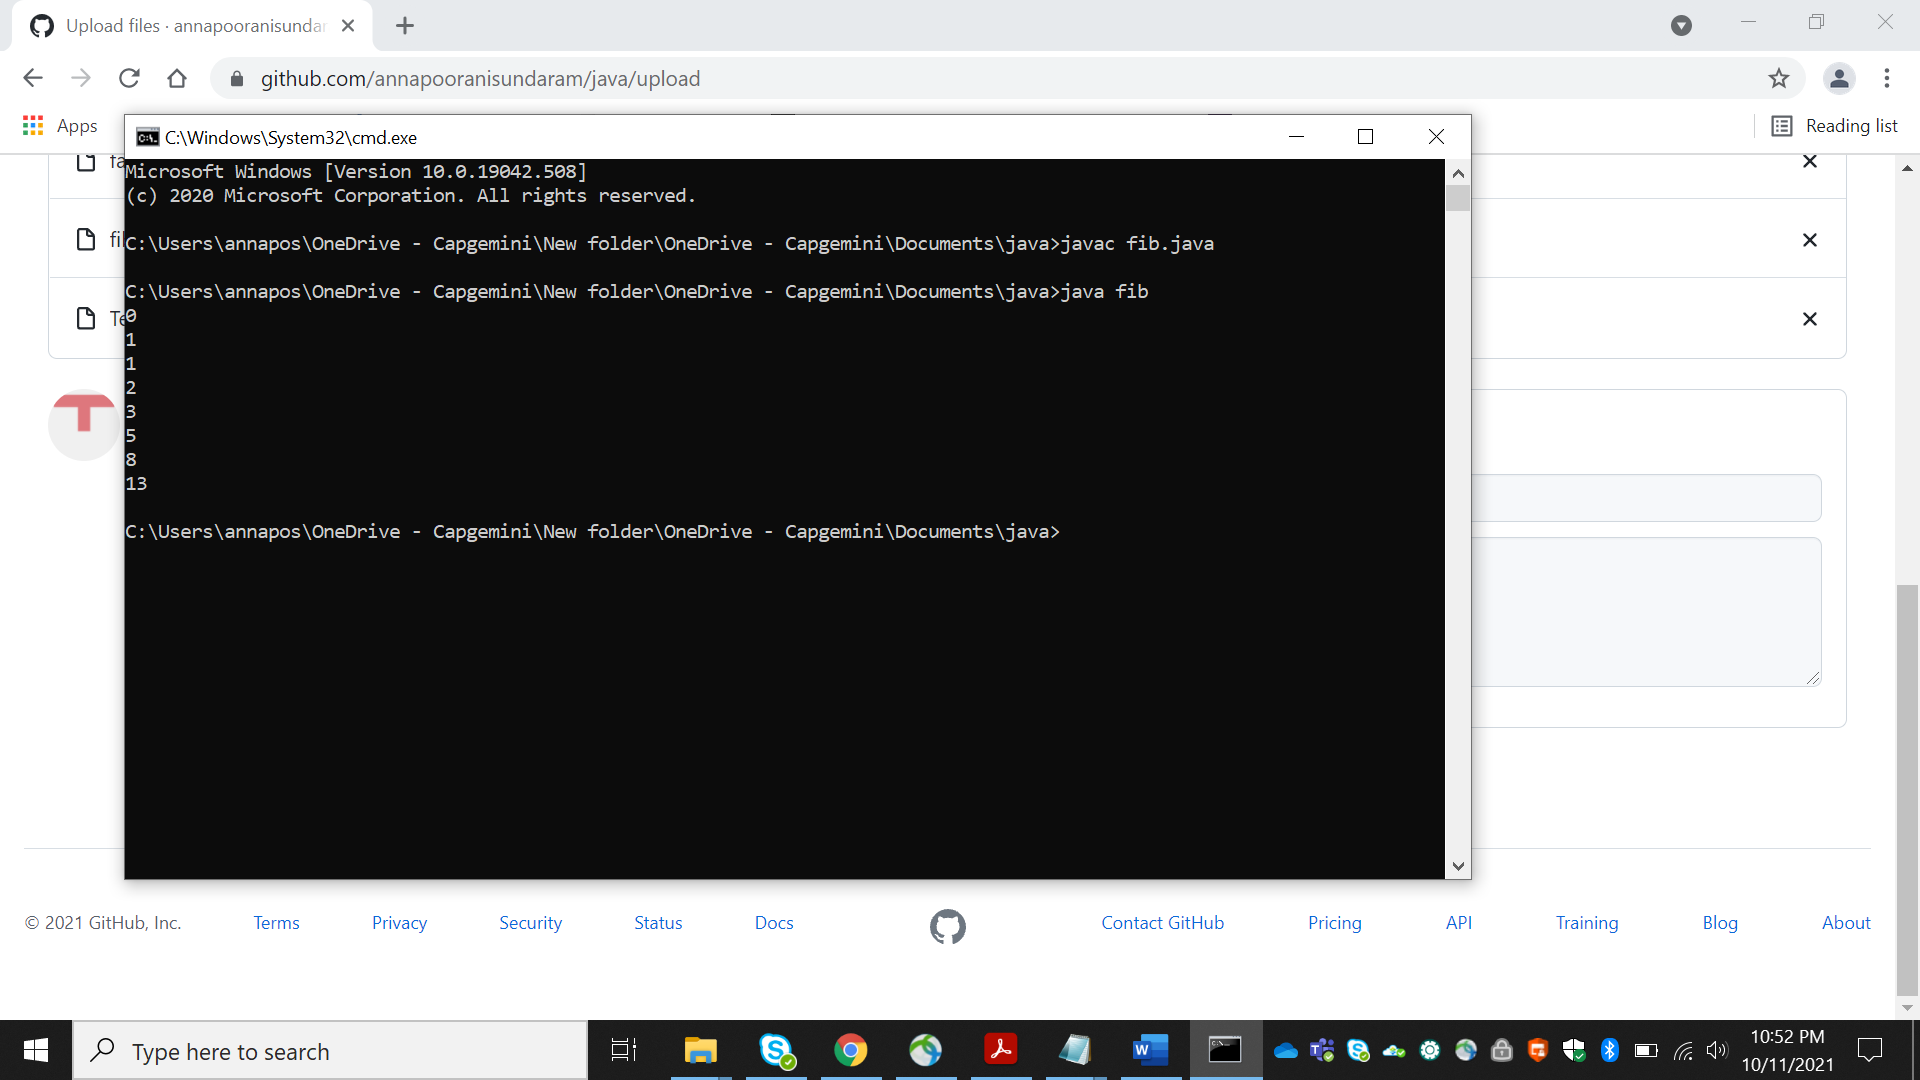 Upload files · annapooranisundar
github.com/annapooranisundaram/java/upload
Apps
Reading list
C:\Windows\System32\cmd.exe
Microsoft Windows [Version 10.0.19042.508]
(c) 2020 Microsoft Corporation. All rights reserved.
C:\Users\annapos\OneDrive - Capgemini\New folder\OneDrive - Capgemini\Documents\java>javac fib.java
C:\Users\annapos\OneDrive - Capgemini\New folder\OneDrive - Capgemini\Documents\java>java fib
0
1
1
2
3
5
8
13
C:\Users\annapos\OneDrive - Capgemini\New folder\OneDrive - Capgemini\Documents\java>
© 2021 GitHub, Inc. Terms Privacy Security Status Docs Contact GitHub Pricing API Training Blog About
Type here to search
10:52 PM
10/11/2021